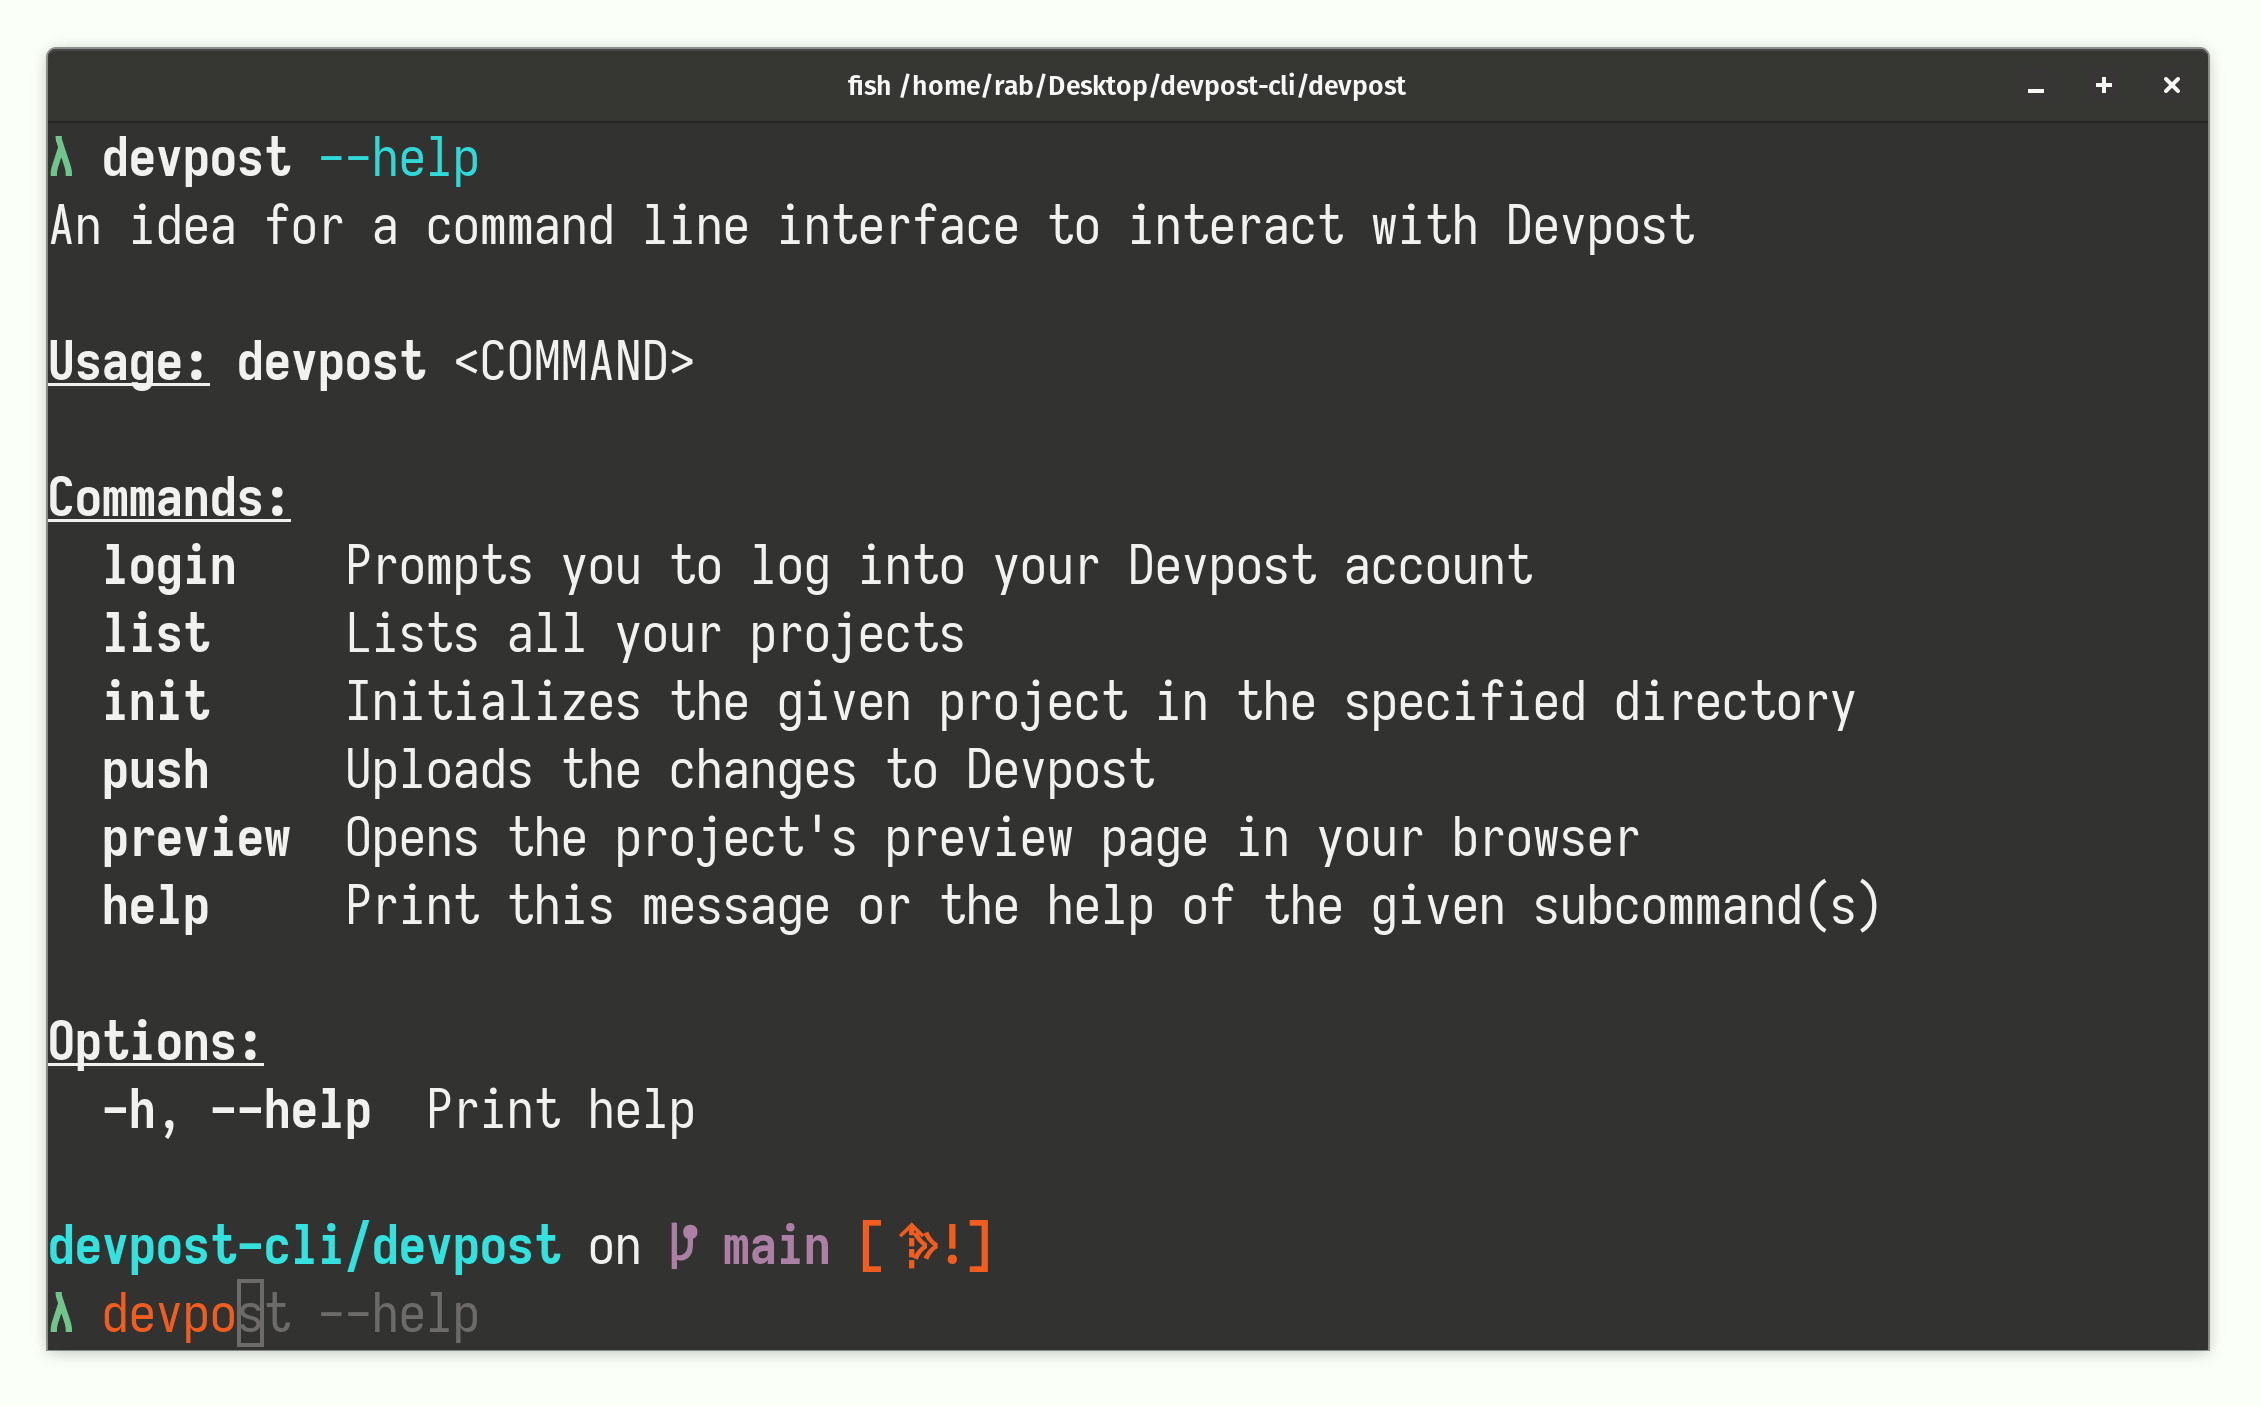 fish /home/rab/Desktop/devpost-cli/devpost
λ devpost --help
An idea for a command line interface to interact with Devpost
Usage: devpost <COMMAND>
Commands:
login    Prompts you to log into your Devpost account
list     Lists all your projects
init     Initializes the given project in the specified directory
push     Uploads the changes to Devpost
preview  Opens the project's preview page in your browser
help     Print this message or the help of the given subcommand(s)
Options:
-h, --help  Print help
devpost-cli/devpost on main [⇡»!]
λ devpost --help